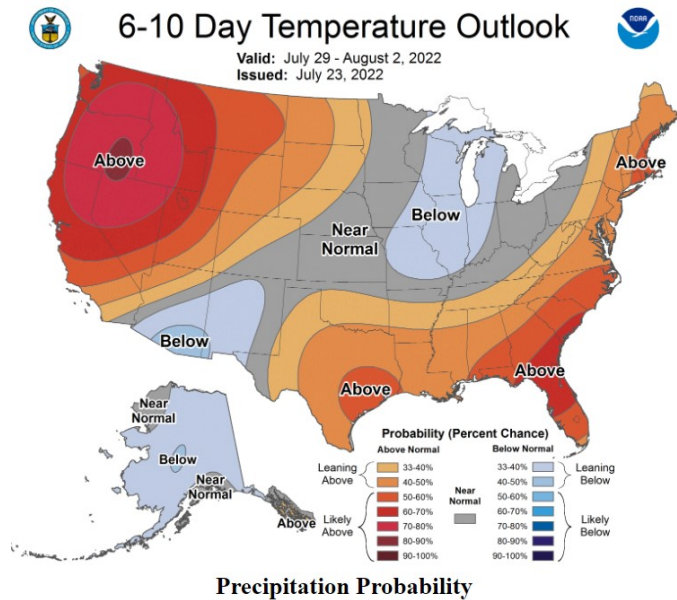 6-10 Day Temperature Outlook
NOAA
Valid: July 29 - August 2, 2022
Issued: July 23, 2022
Above
Above
Near
Normal
Below
Below
Above
Above
Near
Normal
Below
Near
Normal
Above
Probability (Percent Chance)
Above Normal
Below Normal
Leaning
Above
33-40%
40-50%
Likely
Above
50-60%
60-70%
70-80%
80-90%
90-100%
Near
Normal
33-40%
40-50%
Leaning
Below
50-60%
60-70%
70-80%
80-90%
90-100%
Likely
Below
Precipitation Probability